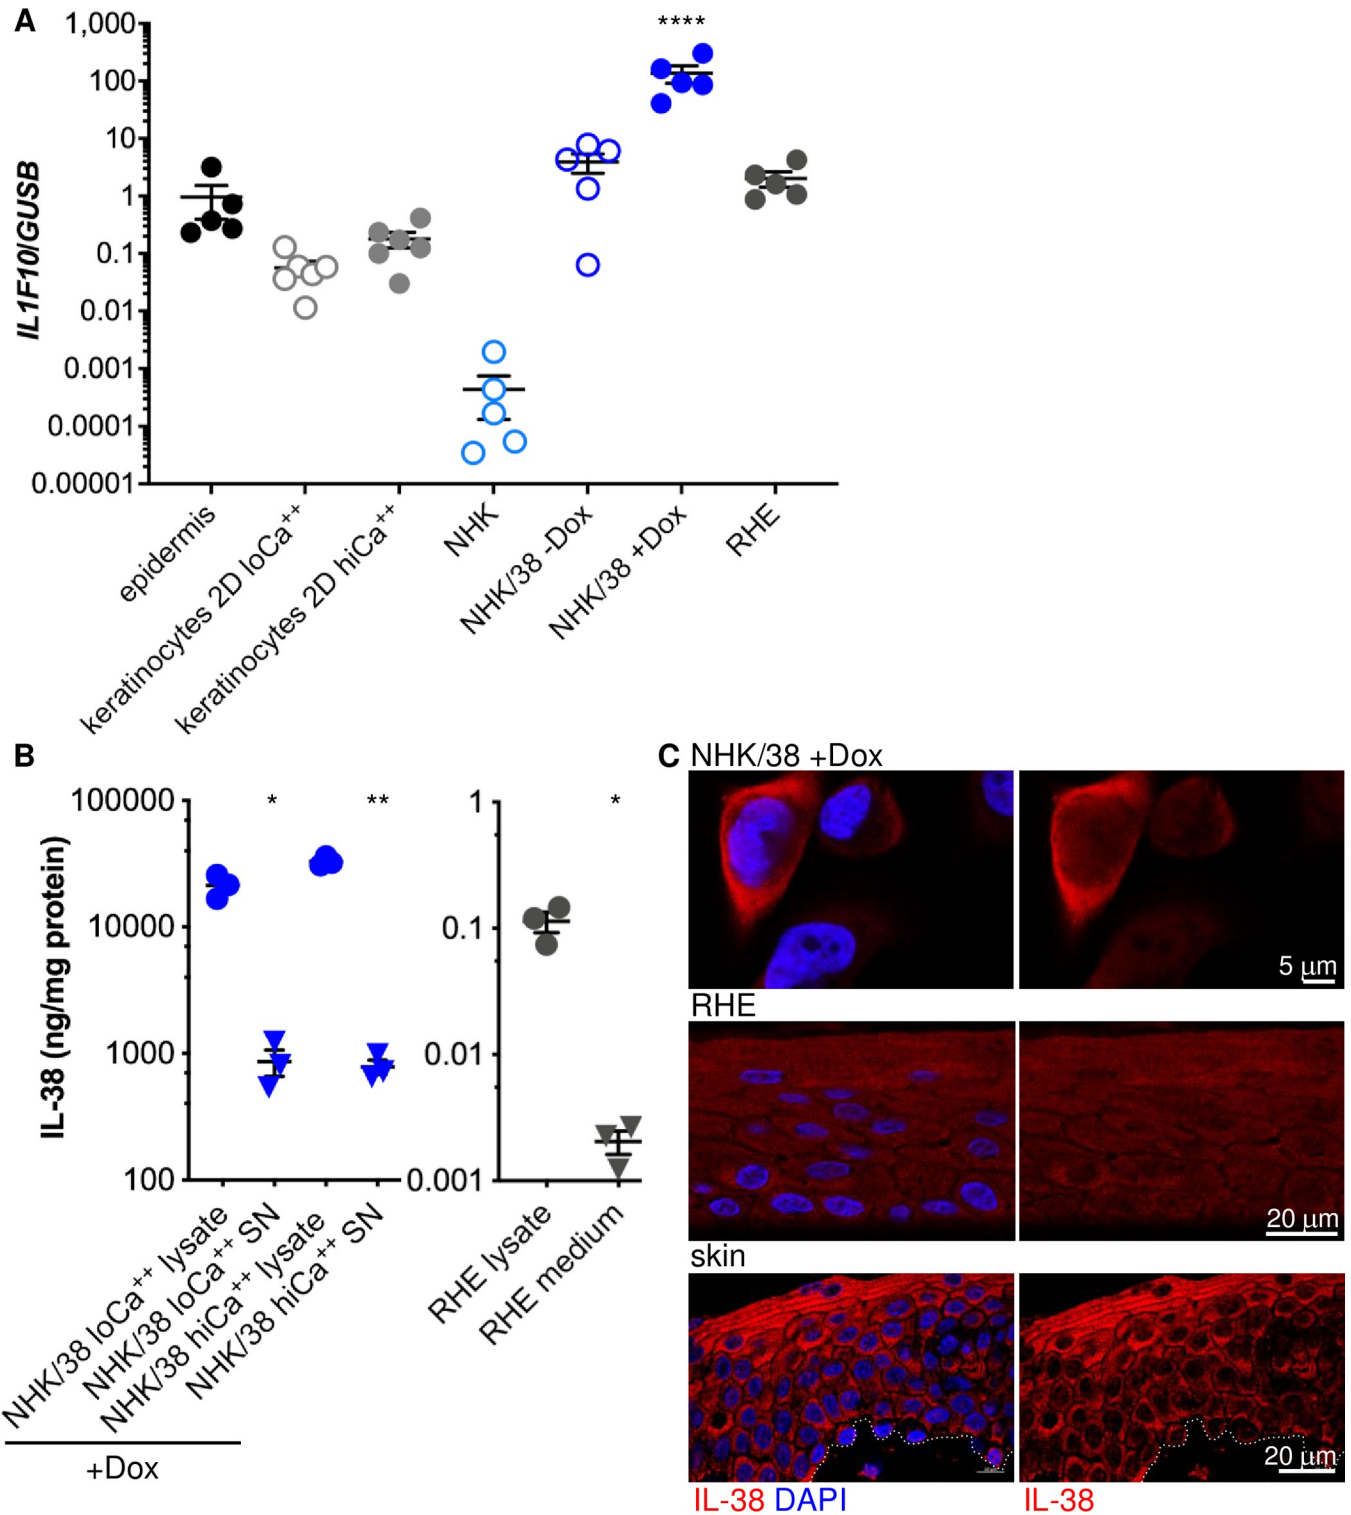 A
1,000
100
10
1
0.1
0.01
0.001
0.0001
0.00001
IL1F10/GUSB
****
epidermis
keratinocytes 2D loCa++
keratinocytes 2D hiCa++
NHK
NHK/38 -Dox
NHK/38 +Dox
RHE
B
IL-38 (ng/mg protein)
100000
10000
1000
100
* **
NHK/38 loCa++ lysate
NHK/38 loCa++ SN
NHK/38 hiCa++ lysate
NHK/38 hiCa++ SN
+Dox
1
0.1
0.01
0.001
*
RHE lysate
RHE medium
C NHK/38 +Dox
5 µm
RHE
20 µm
skin
20 µm
IL-38 DAPI
IL-38